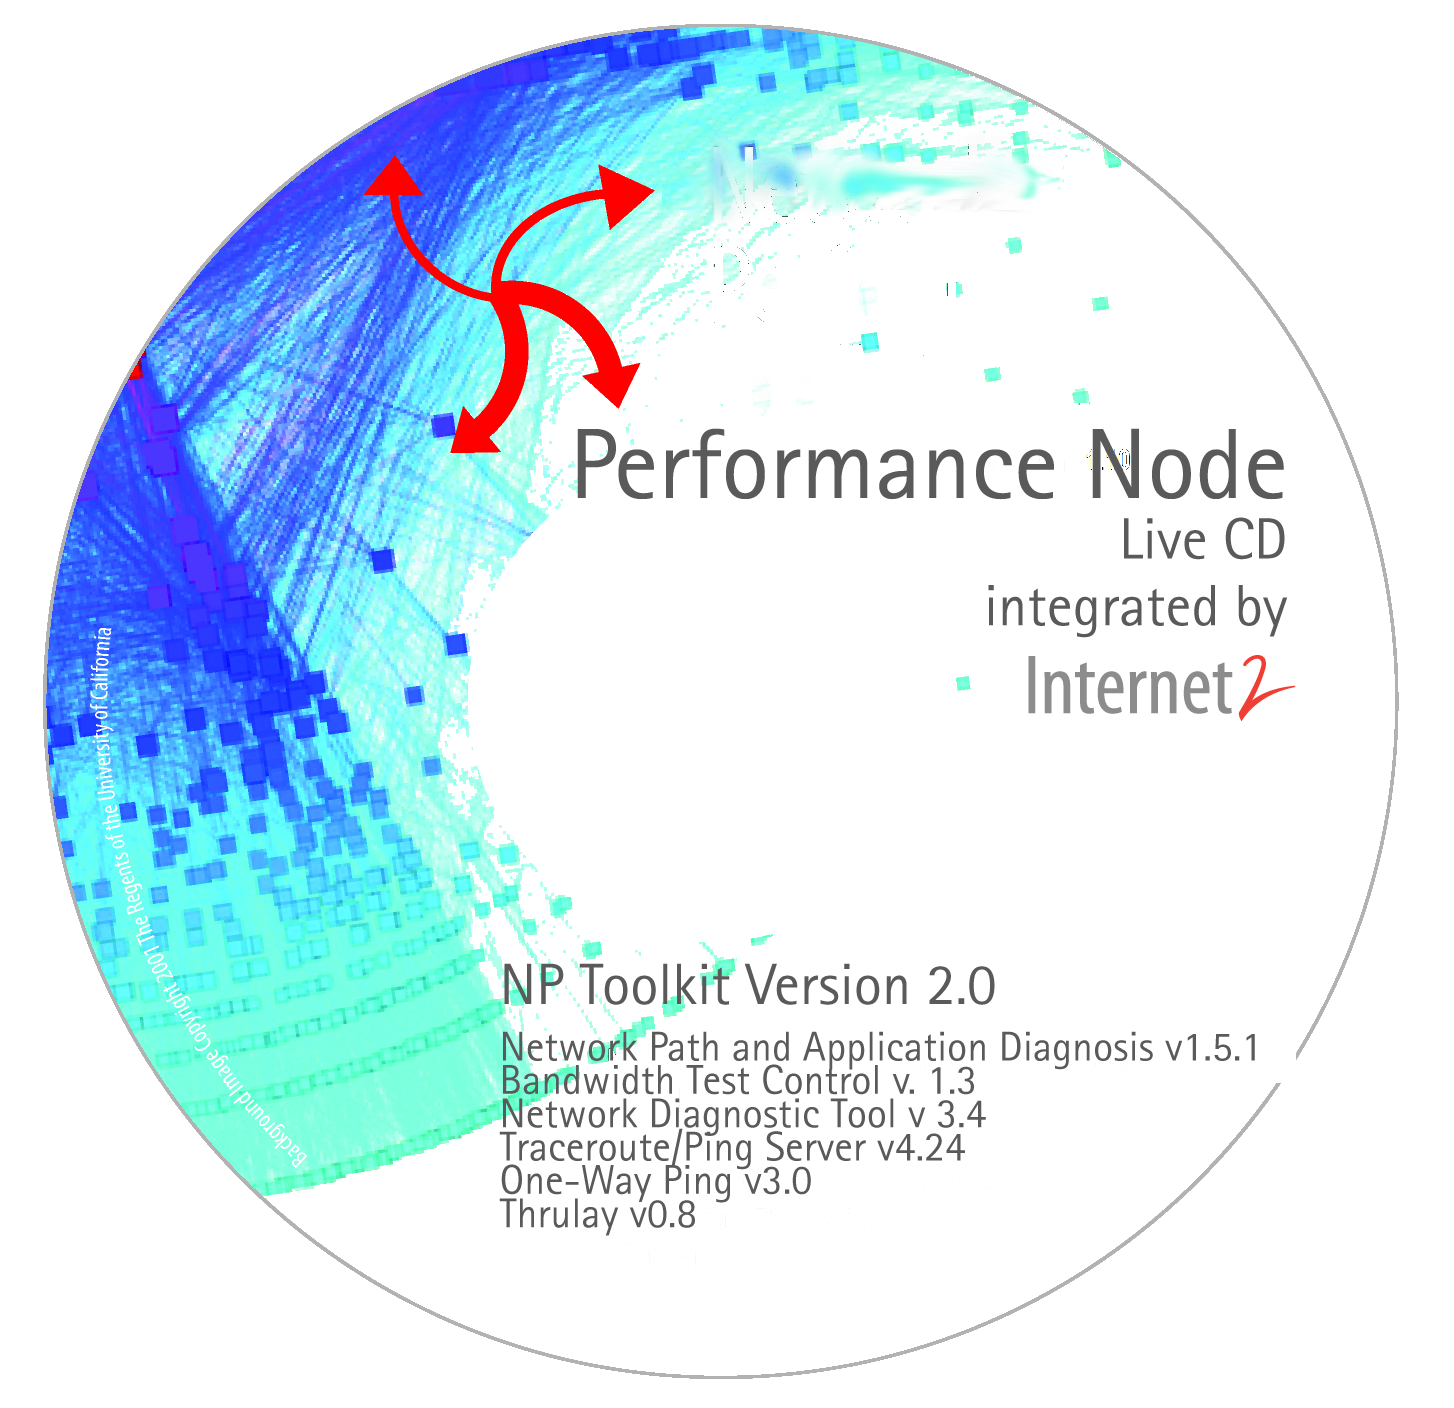 Performance Node
Live CD
integrated by
Internet2
NP Toolkit Version 2.0
Network Path and Application Diagnosis v1.5.1
Bandwidth Test Control v. 1.3
Network Diagnostic Tool v 3.4
Traceroute/Ping Server v4.24
One-Way Ping v3.0
Thrulay v0.8
Background Image Copyright 2001 The Regents of the University of California